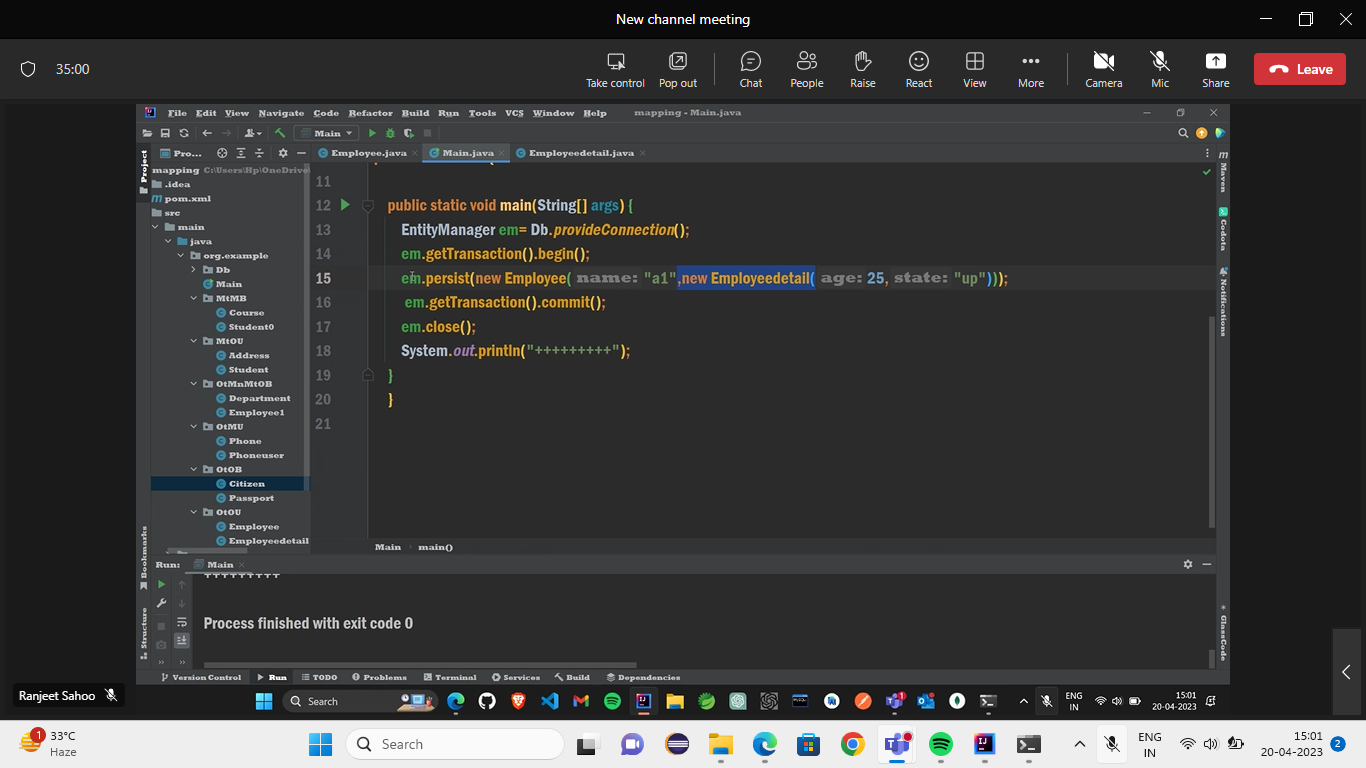 New channel meeting
35:00
Take control Pop out Chat People Raise React View More Camera Mic Share Leave
File Edit View Navigate Code Refactor Build Run Tools VCS Window Help mapping - Main.java
Main
Pro... Employee.java Main.java Employeedetail.java
Project
mapping C:\Users\Hp\OneDrive
.idea
pom.xml
src
main
java
org.example
Db
Main
MtMB
Course
Student0
MtOU
Address
Student
OtMnMtOB
Department
Employee1
OtMU
Phone
Phoneuser
OtOB
Citizen
Passport
OtOU
Employee
Employeedetail
11
12 public static void main(String[] args) {
13 EntityManager em= Db.provideConnection();
14 em.getTransaction().begin();
15 em.persist(new Employee( name: "a1",new Employeedetail( age: 25, state: "up")));
16 em.getTransaction().commit();
17 em.close();
18 System.out.println("+++++++++");
19 }
20 }
21
Main main()
Maven
Codota
Notifications
GlassCode
Bookmarks
Structure
Run: Main
+++++++++
Process finished with exit code 0
Version Control Run TODO Problems Terminal Services Build Dependencies
Ranjeet Sahoo
Search
1
ENG
IN
15:01
20-04-2023
1
33°C
Haze
Search
ENG
IN
15:01
20-04-2023
2